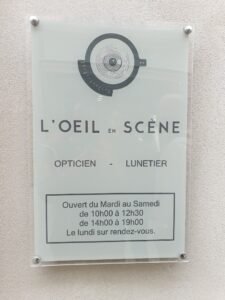 L'OEIL EN SCÈNE
OPTICIEN - LUNETIER
Ouvert du Mardi au Samedi
de 10h00 à 12h30
de 14h00 à 19h00
Le lundi sur rendez-vous.